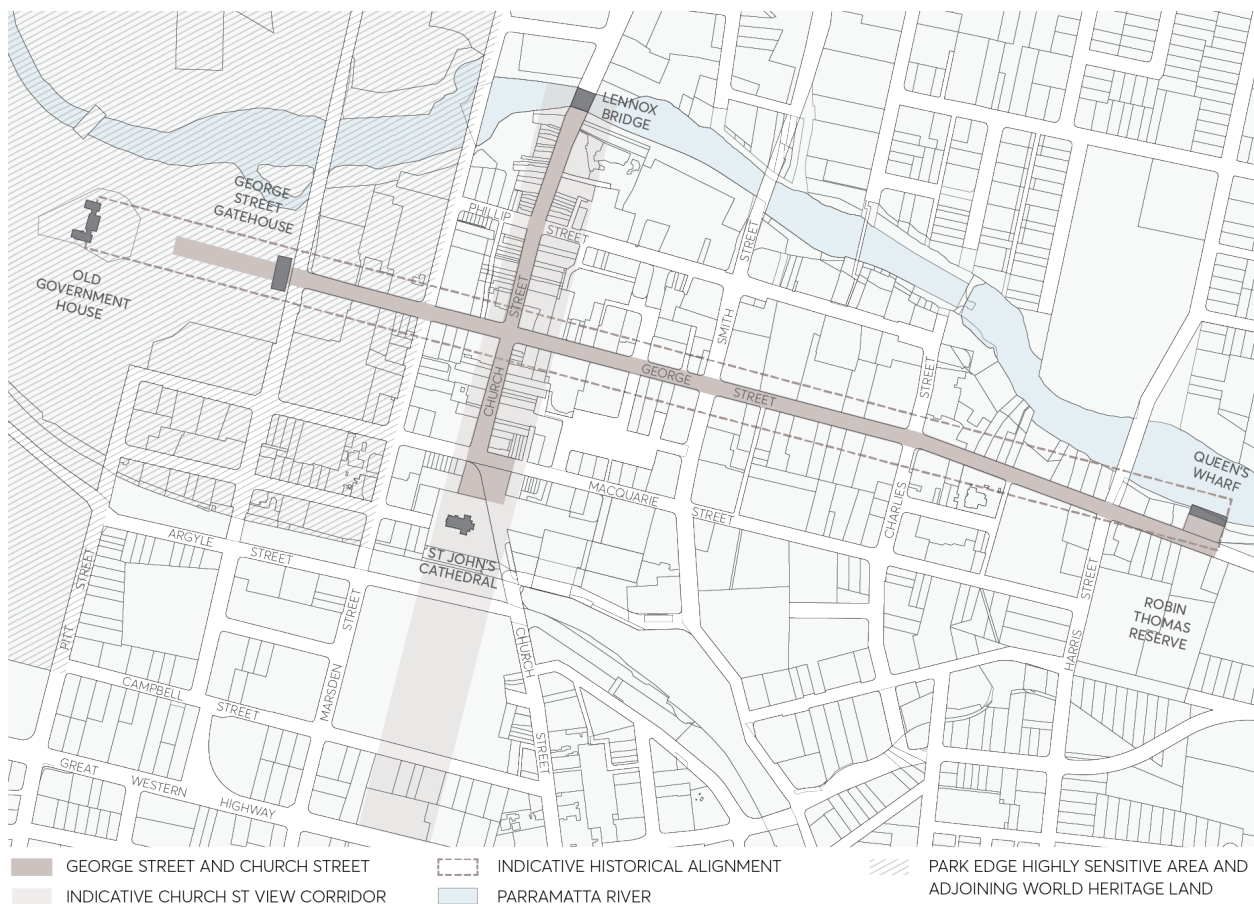 LENNOX
BRIDGE
GEORGE
STREET
GATEHOUSE
PHILLIP
STREET
STREET
OLD
GOVERNMENT
HOUSE
STREET
SMITH
GEORGE
STREET
STREET
CHURCH
QUEEN'S
WHARF
MACQUARIE
STREET
CHARLES
ARGYLE
STREET
ST JOHN'S
CATHEDRAL
PITT
STREET
MARSDEN
STREET
CHURCH
STREET
HARRIS
STREET
ROBIN
THOMAS
RESERVE
CAMPBELL
STREET
GREAT
WESTERN
HIGHWAY
GEORGE STREET AND CHURCH STREET
INDICATIVE CHURCH ST VIEW CORRIDOR
INDICATIVE HISTORICAL ALIGNMENT
PARRAMATTA RIVER
PARK EDGE HIGHLY SENSITIVE AREA AND
ADJOINING WORLD HERITAGE LAND